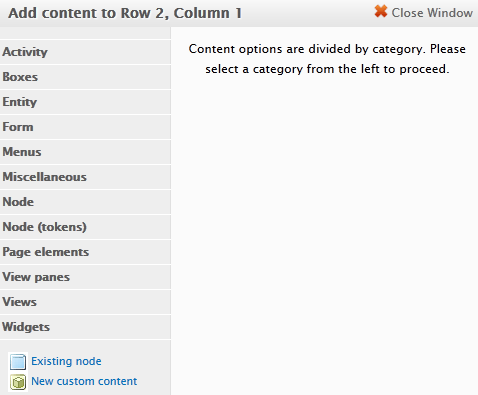 Add content to Row 2, Column 1
Close Window
Activity
Boxes
Entity
Form
Menus
Miscellaneous
Node
Node (tokens)
Page elements
View panes
Views
Widgets
Existing node
New custom content
Content options are divided by category. Please
select a category from the left to proceed.